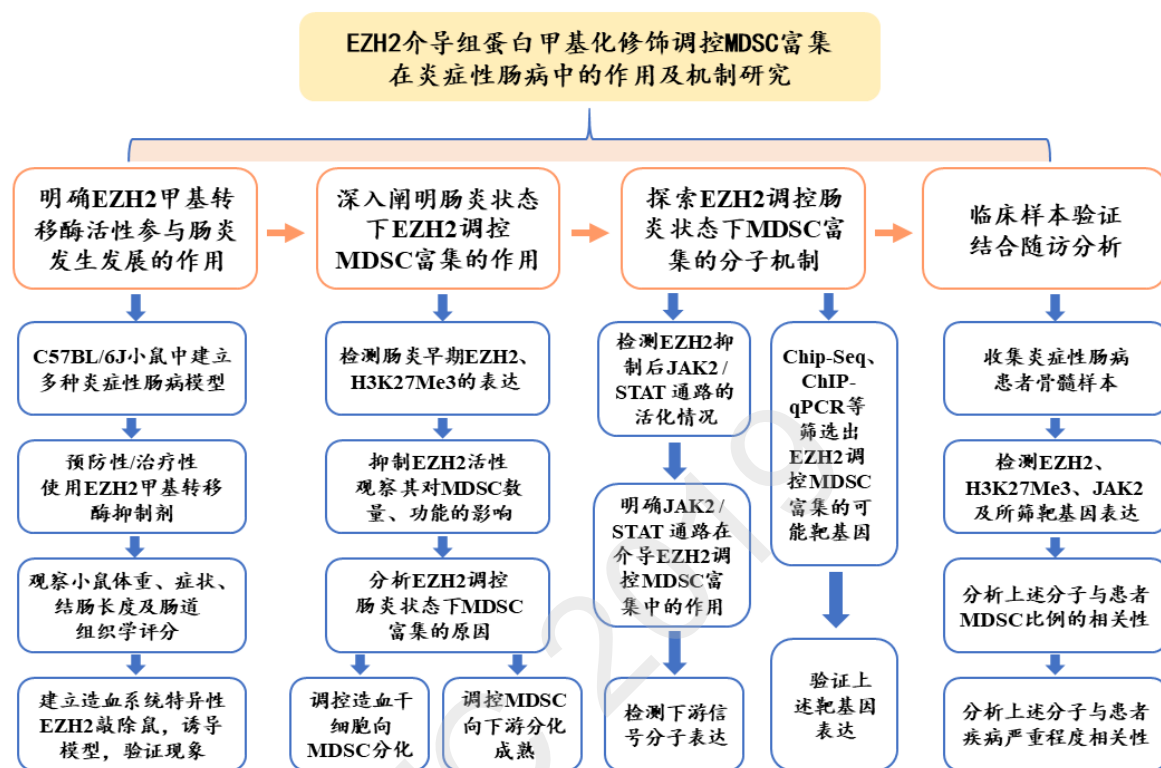 EZH2介导组蛋白甲基化修饰调控MDSC富集
在炎症性肠病中的作用及机制研究
明确EZH2甲基转
移酶活性参与肠炎
发生发展的作用
深入阐明肠炎状态
下EZH2调控
MDSC富集的作用
探索EZH2调控肠
炎状态下MDSC富
集的分子机制
临床样本验证
结合随访分析
C57BL/6J小鼠中建立
多种炎症性肠病模型
预防性/治疗性
使用EZH2甲基转移
酶抑制剂
观察小鼠体重、症状、
结肠长度及肠道
组织学评分
建立造血系统特异性
EZH2敲除鼠，诱导
模型，验证现象
检测肠炎早期EZH2、
H3K27Me3的表达
抑制EZH2活性
观察其对MDSC数
量、功能的影响
分析EZH2调控
肠炎状态下MDSC
富集的原因
调控造血干
细胞向
MDSC分化
调控MDSC
向下游分化
成熟
检测EZH2抑
制后JAK2/
STAT 通路的
活化情况
明确JAK2/
STAT 通路在
介导EZH2调
控MDSC富
集中的作用
检测下游信
号分子表达
Chip-Seq、
ChIP-
qPCR等
筛选出
EZH2调
控MDSC
富集的可
能靶基因
验证上
述靶基因
表达
收集炎症性肠病
患者骨髓样本
检测EZH2、
H3K27Me3、JAK2
及所筛靶基因表达
分析上述分子与患者
MDSC比例的相关性
分析上述分子与患者
疾病严重程度相关性
C 2019